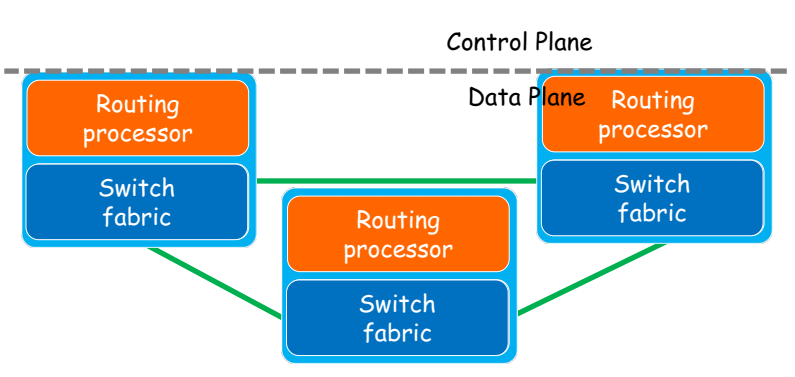 Control Plane
Data Plane
Routing
processor
Switch
fabric
Routing
processor
Switch
fabric
Routing
processor
Switch
fabric